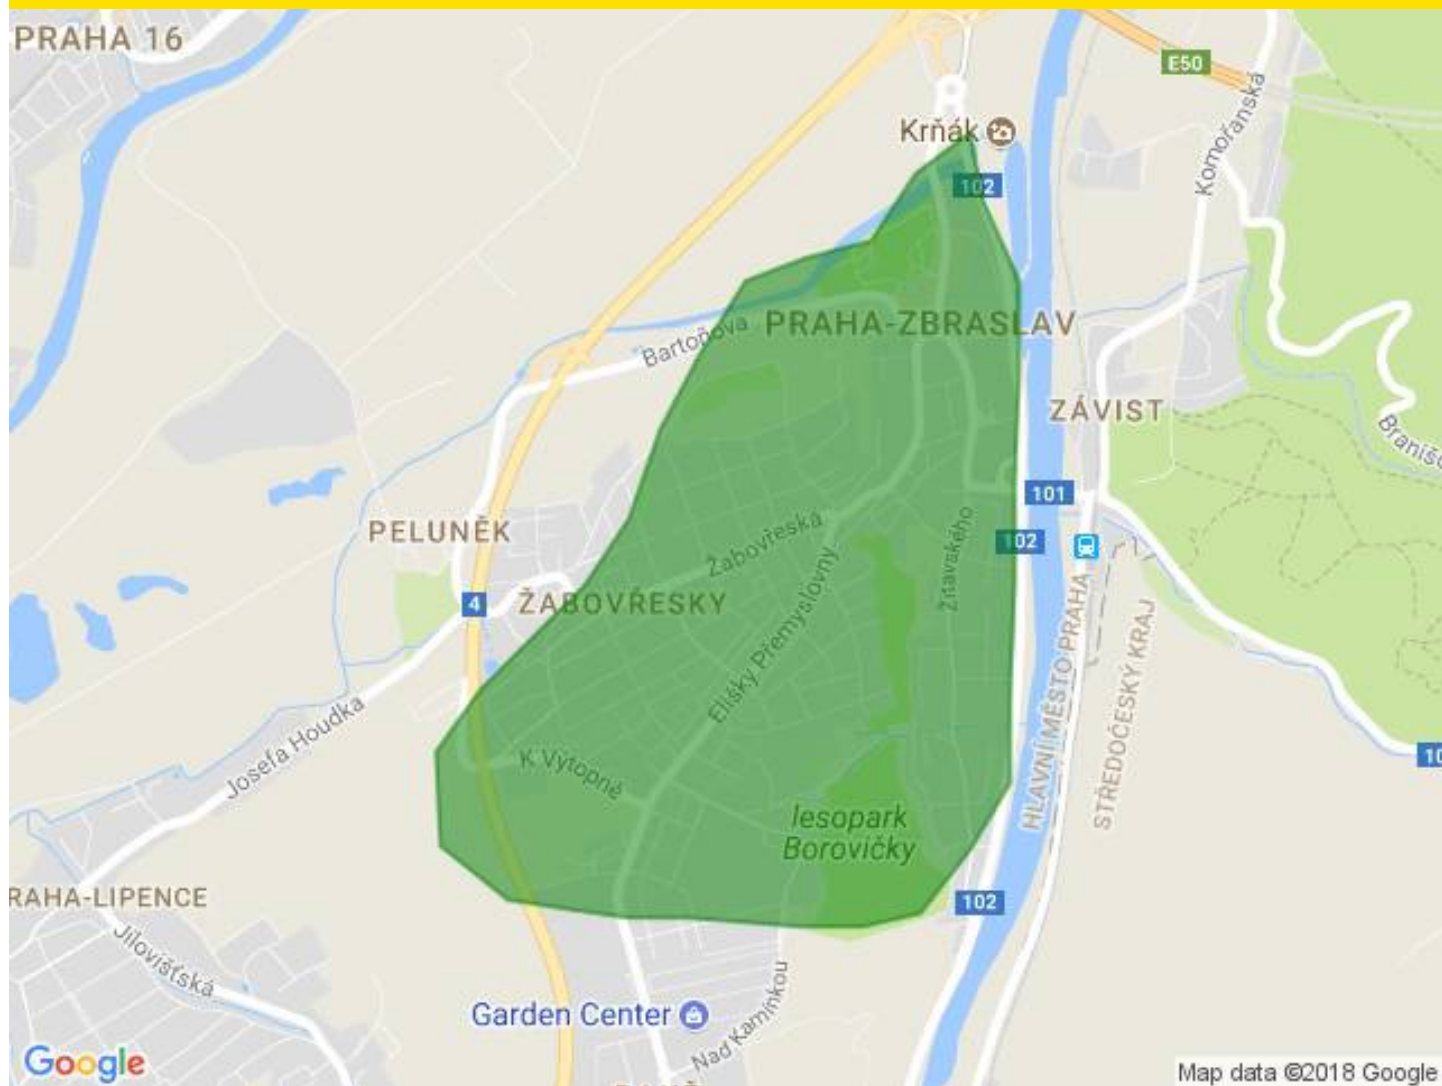 PRAHA 16
E50
Komořanská
Krňák
102
Bartoňova
PRAHA-ZBRASLAV
ZÁVIST
101
PELUNĚK
Žabovřeská
102
4
ŽABOVŘESKY
Elišky Přemyslovny
Žitavského
HLAVNÍ MĚSTO PRAHA
STŘEDOČESKÝ KRAJ
Josefa Houdka
K Výtopně
10
lesopark
Borovičky
RAHA-LIPENCE
102
Jílovišťská
Garden Center
Nad Kamínkou
Google
Map data ©2018 Google